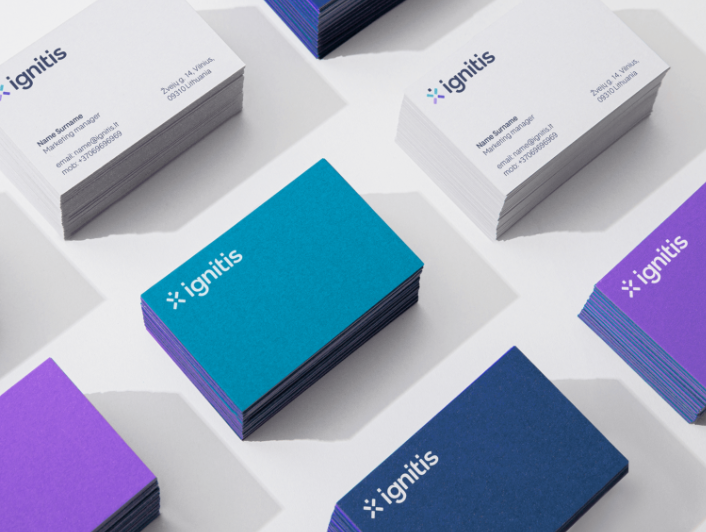 ignitis
Name Surname
Marketing manager
email: name@ignitis.lt
mob: +37069696969
Žvejų g. 14, Vilnius,
09310 Lithuania
ignitis
Name Surname
Marketing manager
email: name@ignitis.lt
mob: +37069696969
Žvejų g. 14, Vilnius,
09310 Lithuania
ignitis
ignitis
ignitis